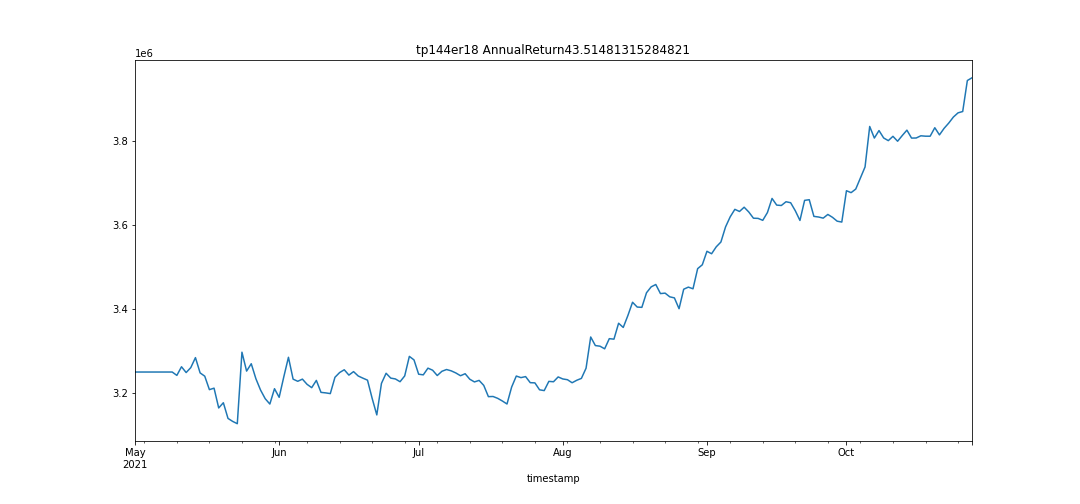 tp144er18 AnnualReturn43.51481315284821
1e6
3.8
3.6
3.4
3.2
May Jun Jul Aug Sep Oct
2021
timestamp